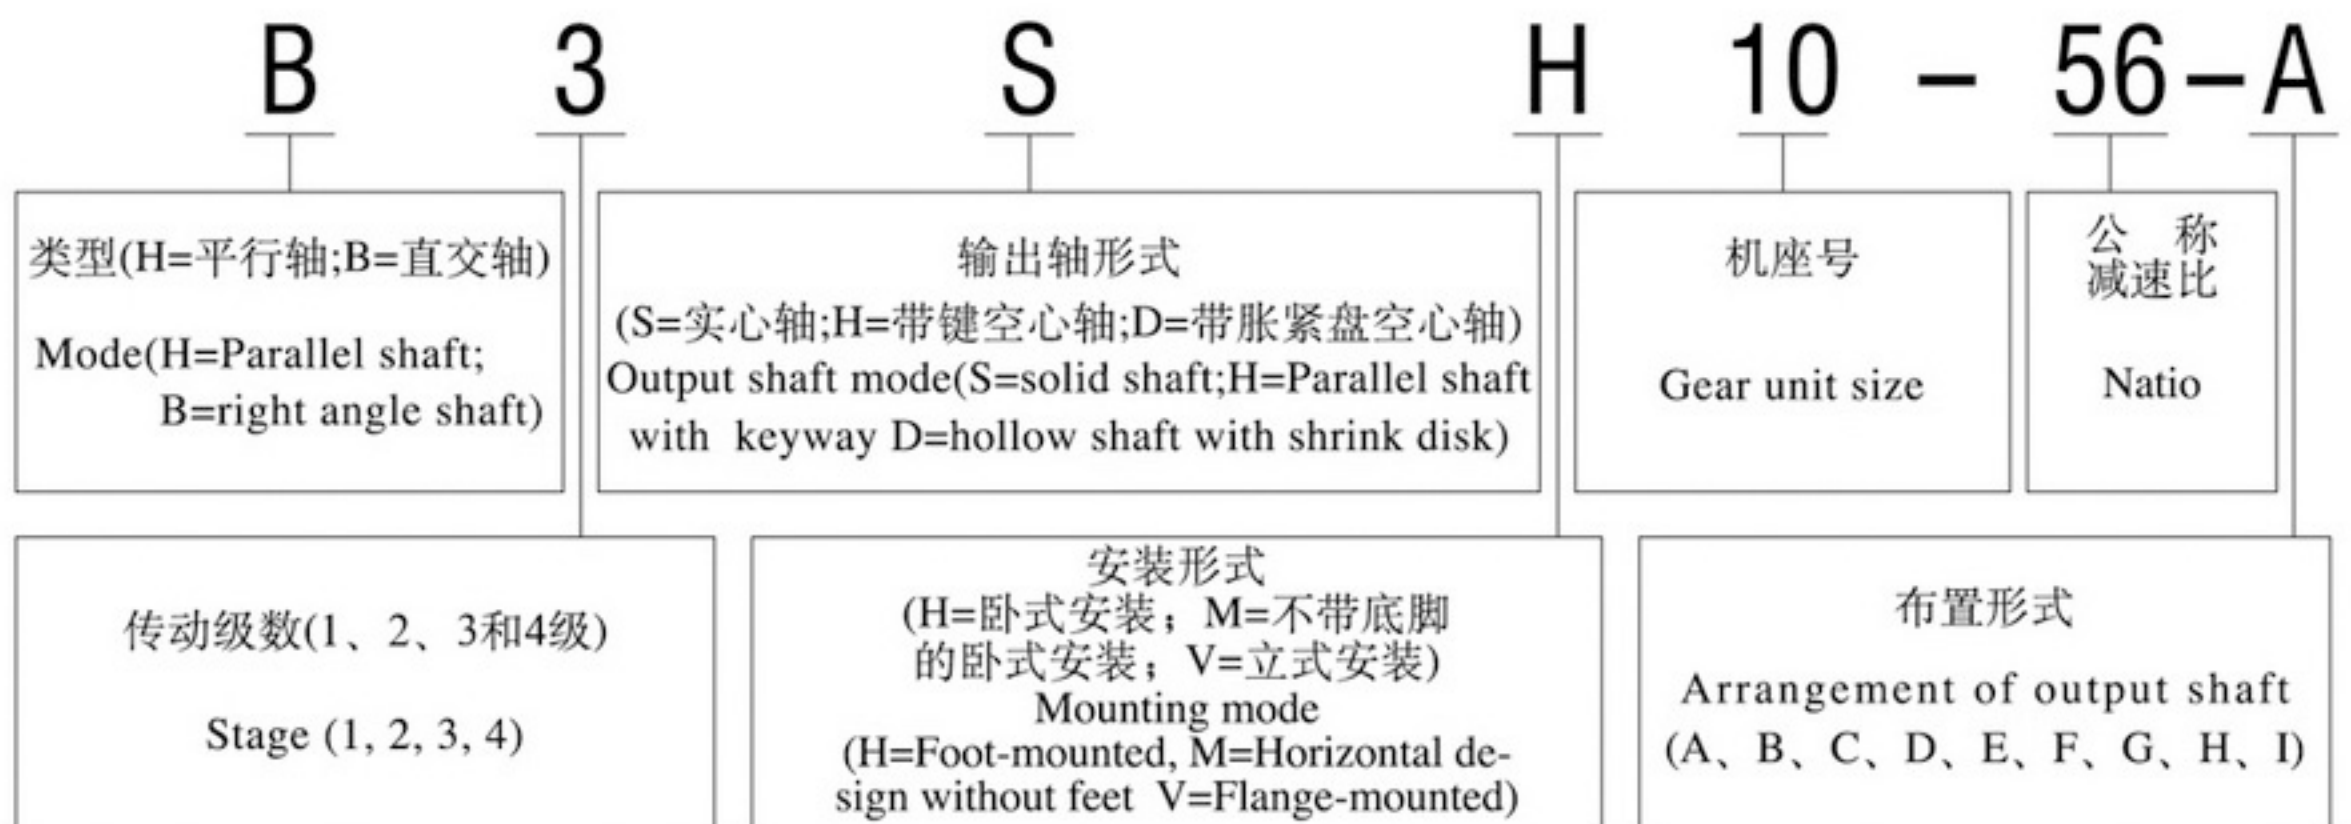 B 3 S H 10 - 56 - A
类型(H=平行轴;B=直交轴)
Mode(H=Parallel shaft;
B=right angle shaft)
输出轴形式
(S=实心轴;H=带键空心轴;D=带胀紧盘空心轴)
Output shaft mode(S=solid shaft;H=Parallel shaft
with keyway D=hollow shaft with shrink disk)
机座号
Gear unit size
公 称
减速比
Natio
传动级数(1、2、3和4级)
Stage (1, 2, 3, 4)
安装形式
(H=卧式安装；M=不带底脚
的卧式安装；V=立式安装)
Mounting mode
(H=Foot-mounted, M=Horizontal de-
sign without feet V=Flange-mounted)
布置形式
Arrangement of output shaft
(A、B、C、D、E、F、G、H、I)